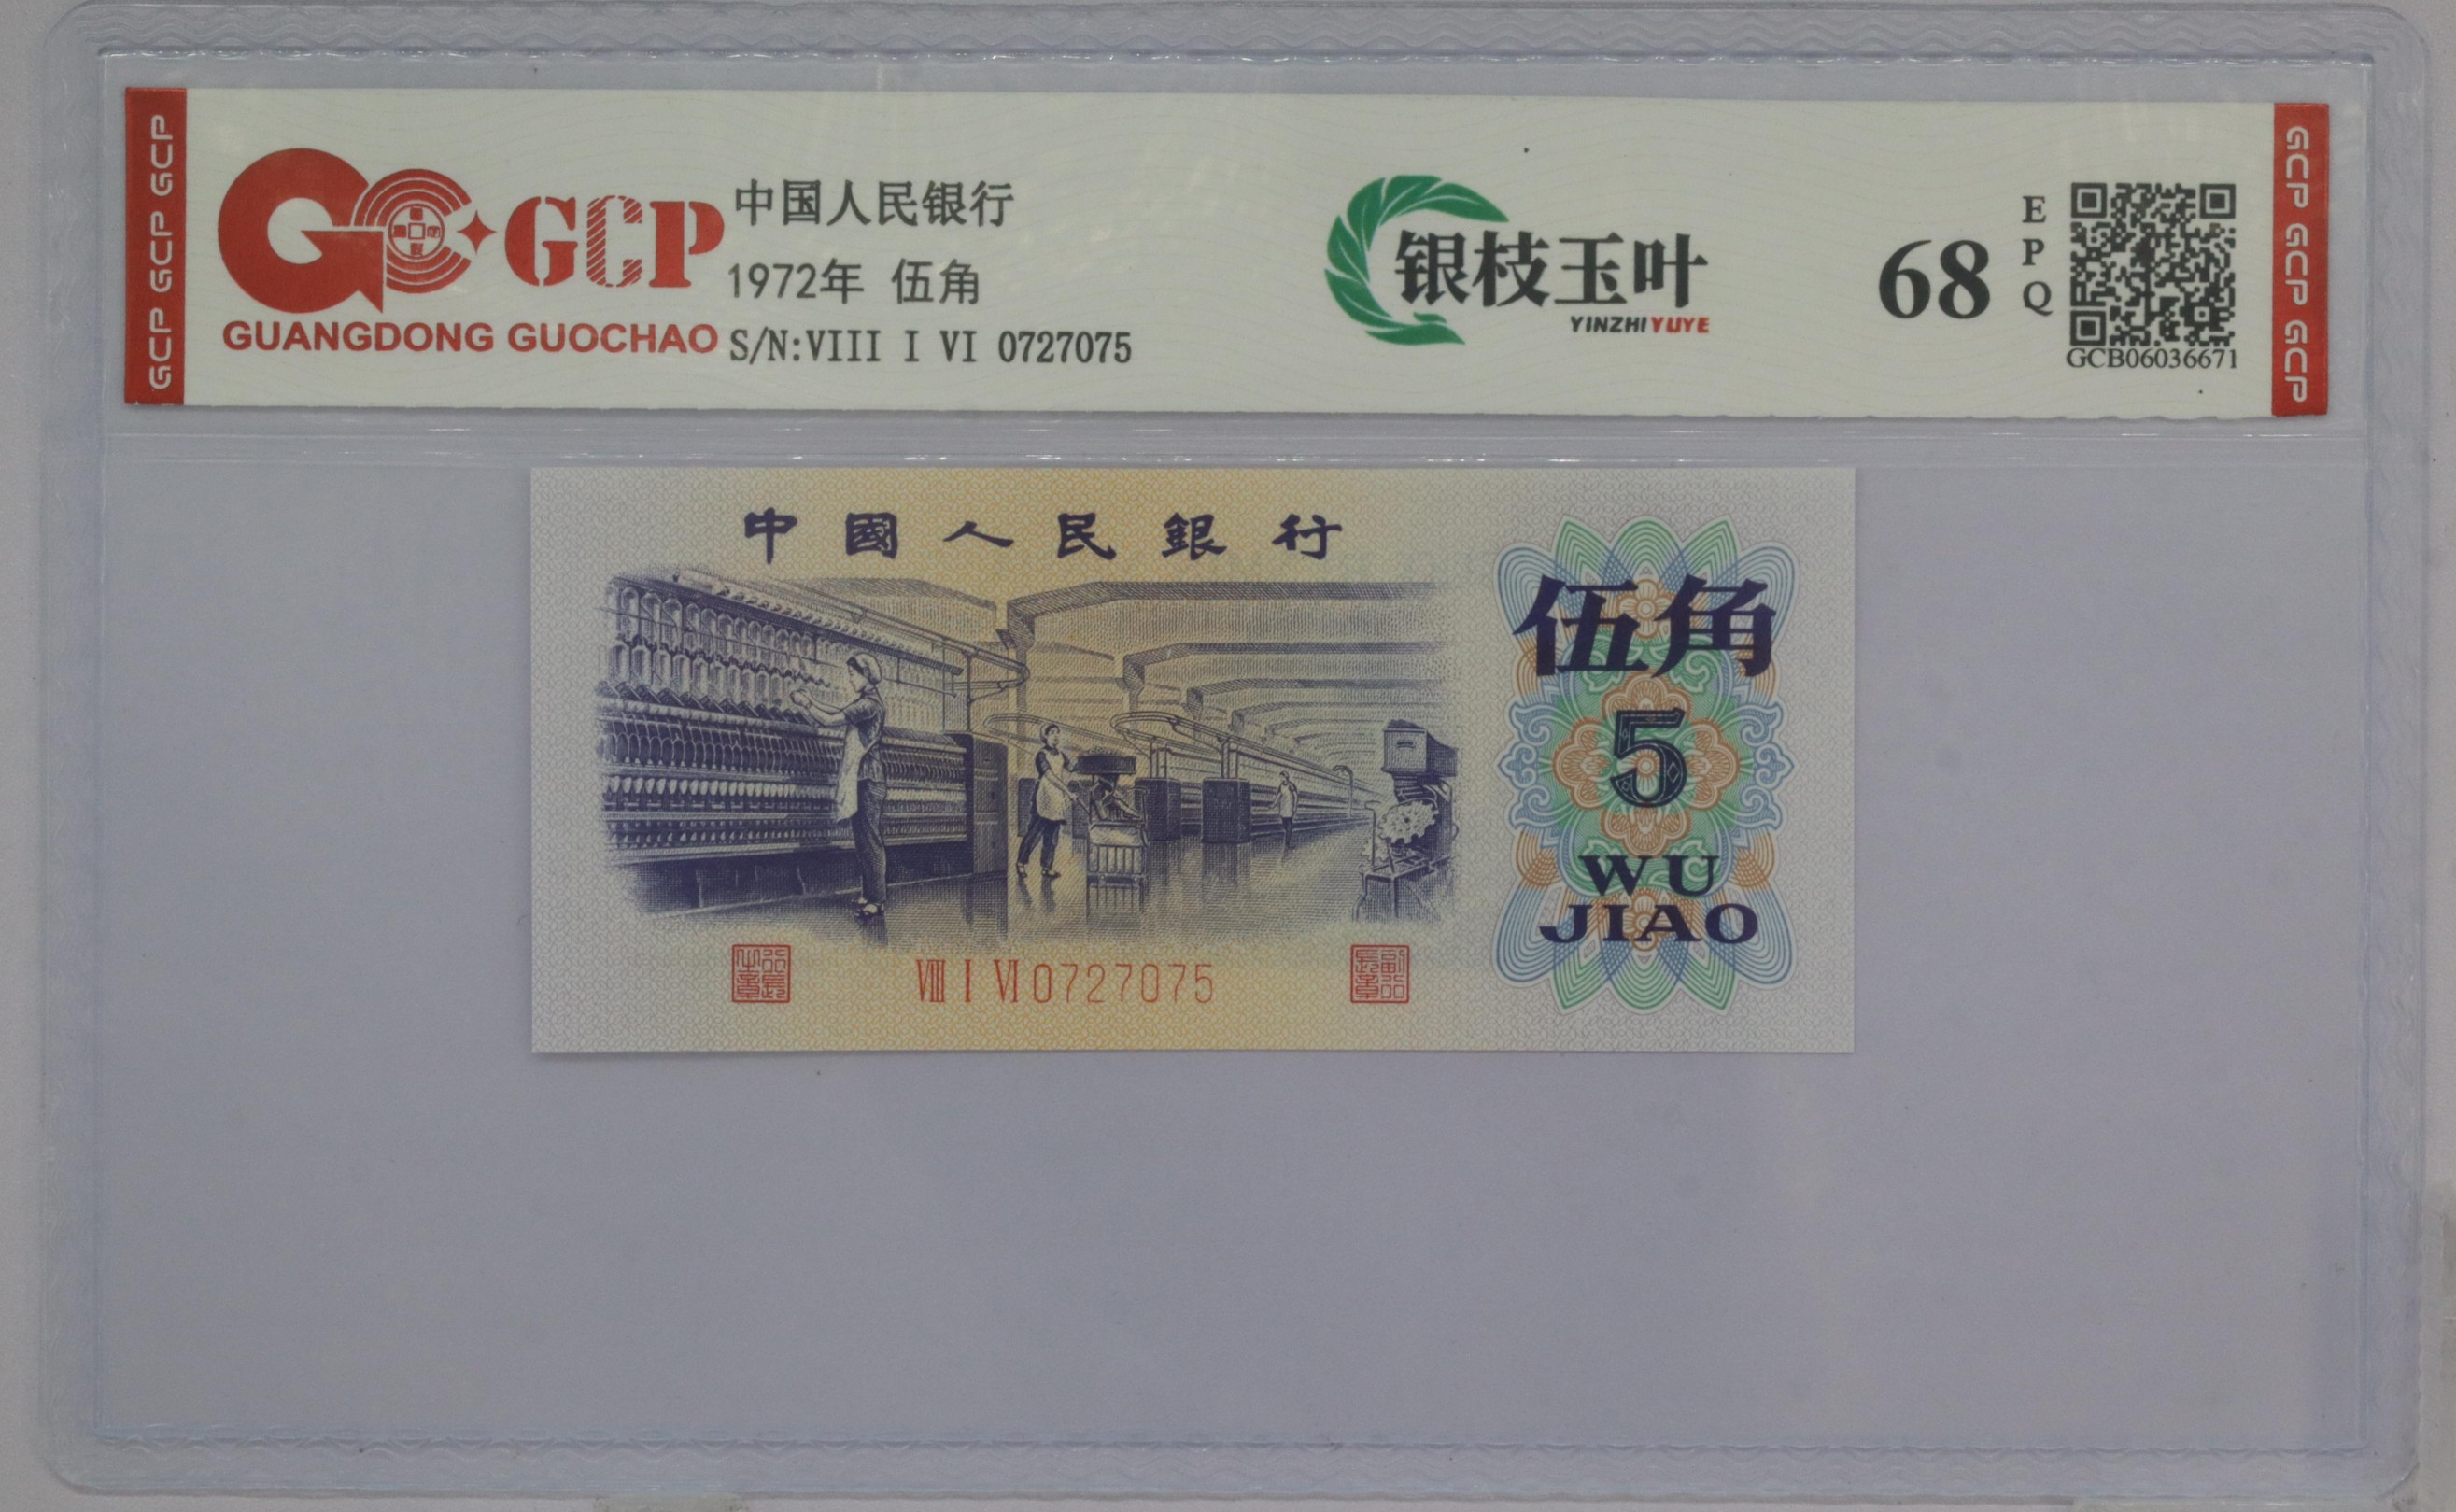 GCP GCP GCP
GCP
GUANGDONG GUOCHAO
中国人民银行
1972年 伍角
S/N:VIII I VI 0727075
银枝玉叶
YINZHIYUYE
68
EPQ
GCB06036671
GCP GCP GCP
中國人民銀行
伍角
5
WU
JIAO
VIII I VI 0727075